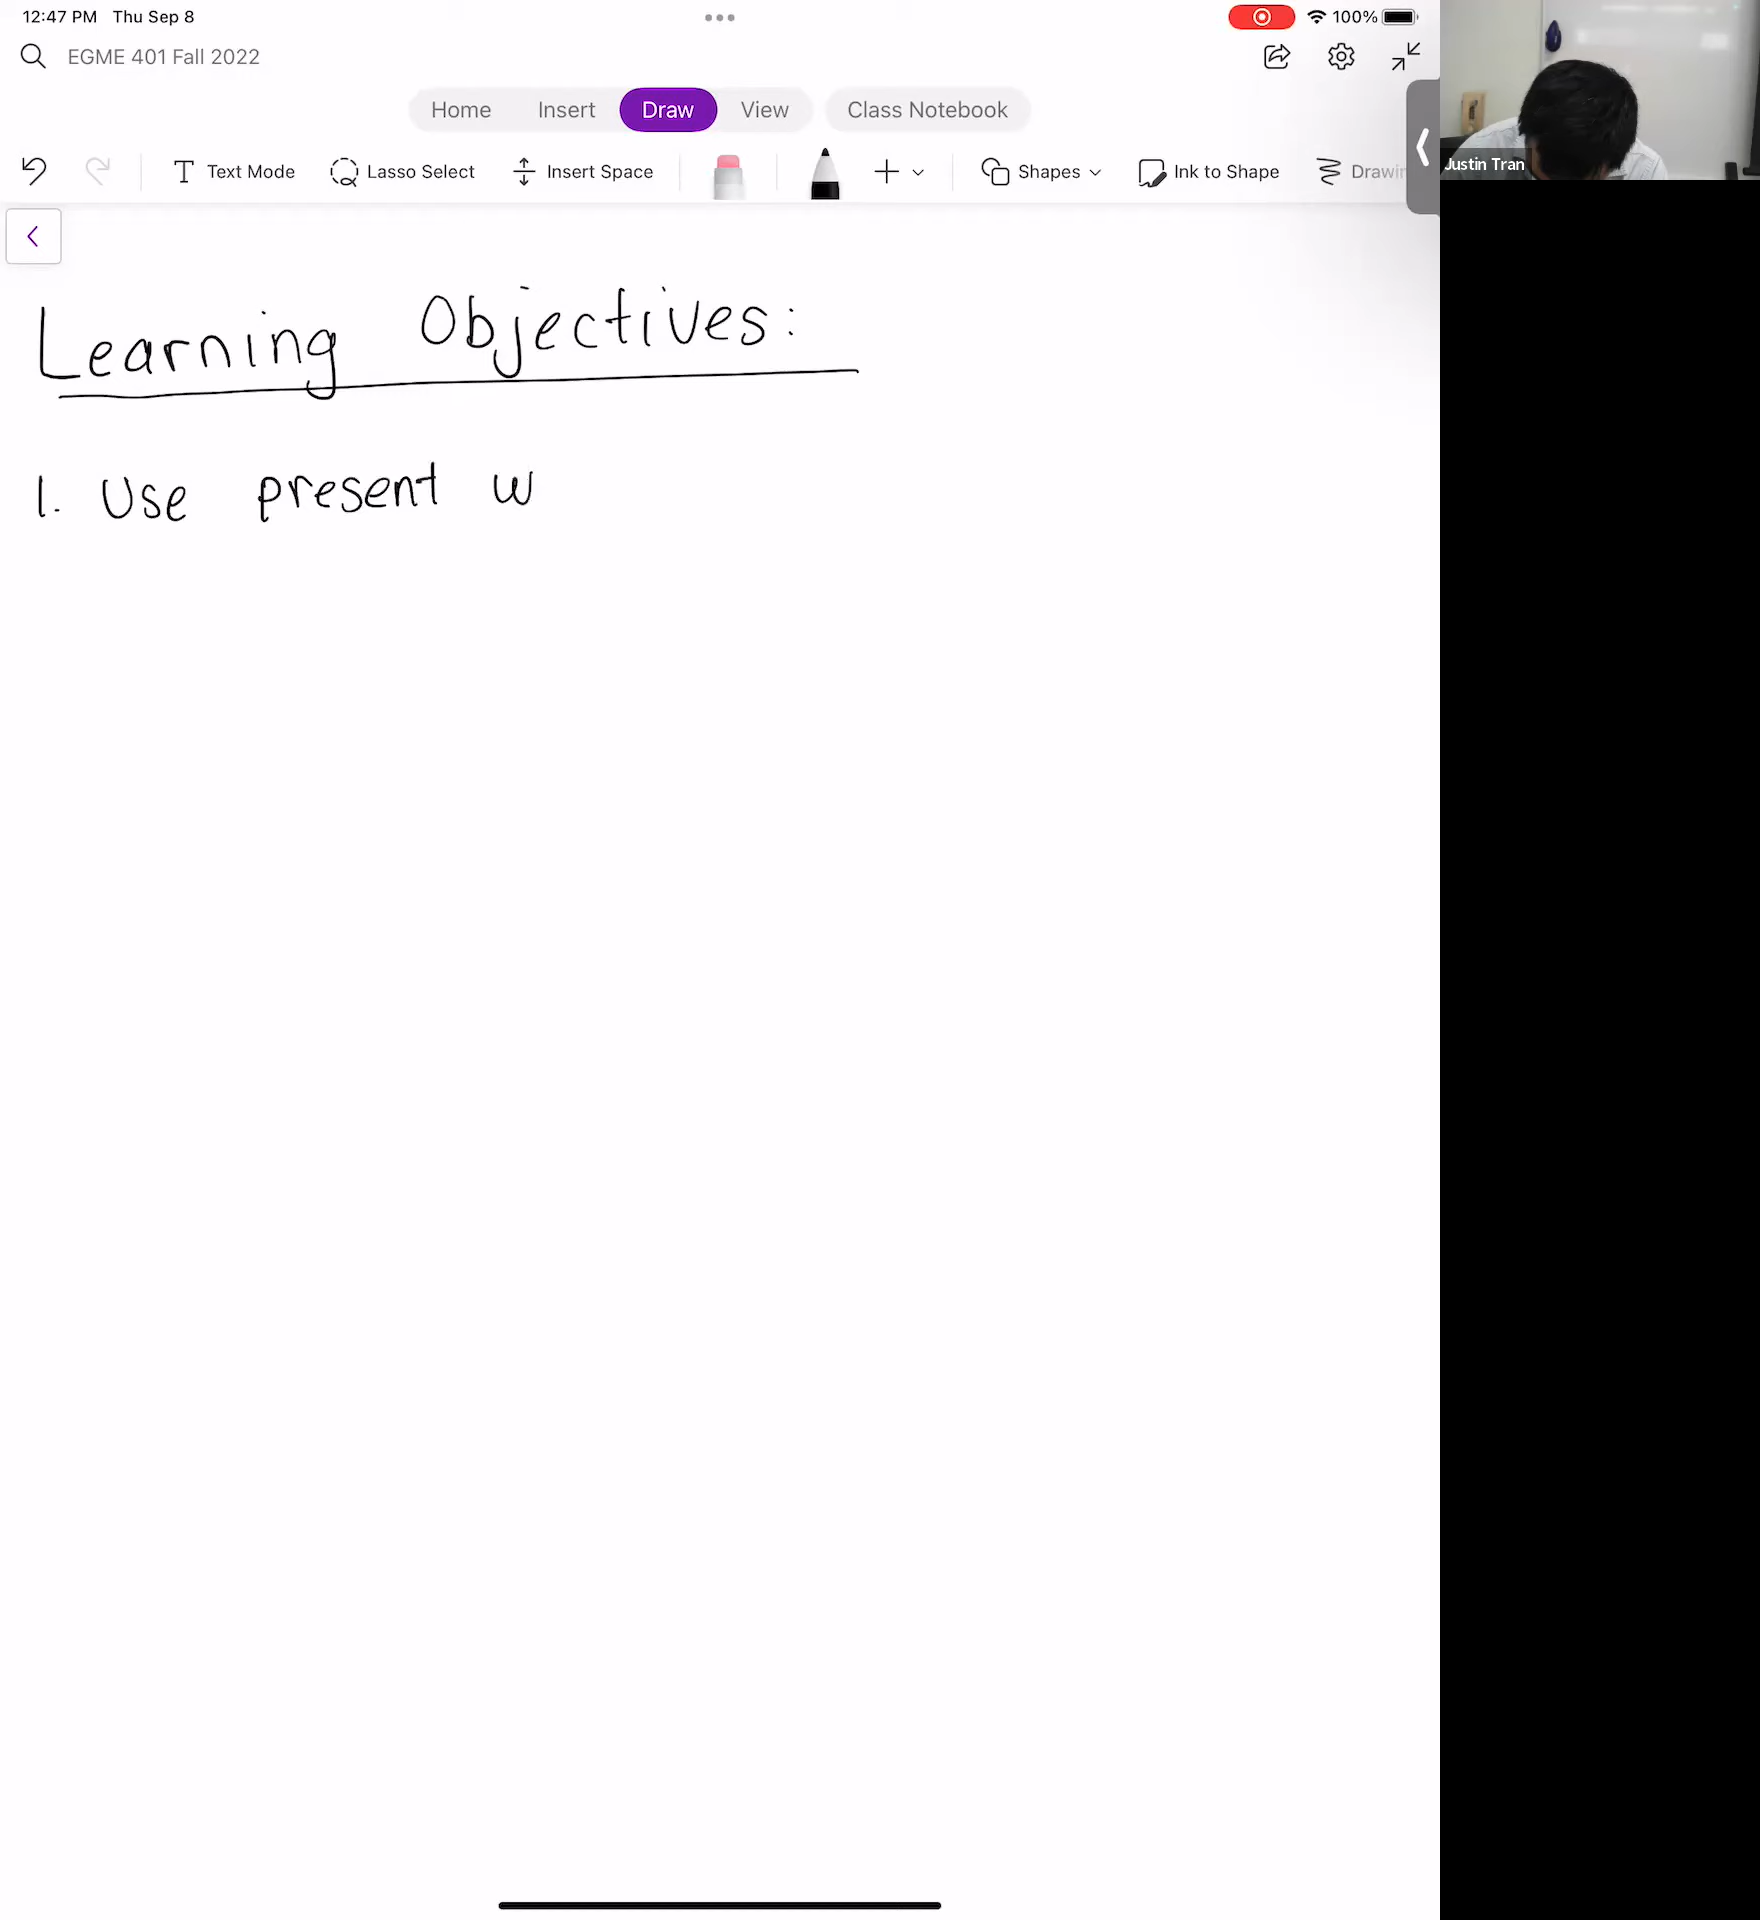 12:47 PM Thu Sep 8
100%
EGME 401 Fall 2022
Home Insert Draw View Class Notebook
Text Mode Lasso Select Insert Space Shapes Ink to Shape Drawi
Justin Tran
Learning Objectives:
1. Use present w